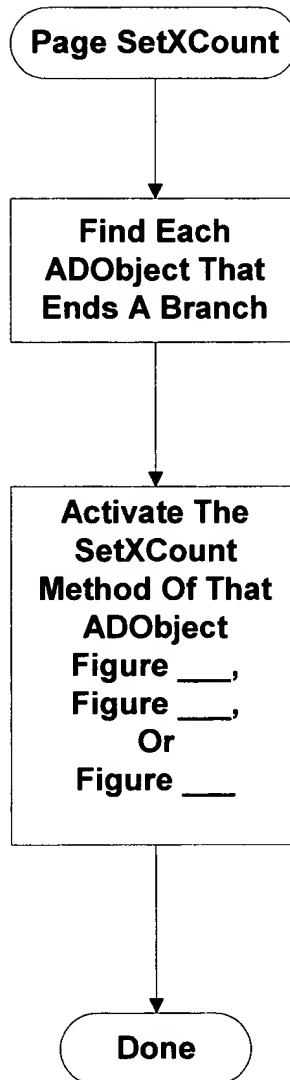 Page SetXCount
Find Each
ADObject That
Ends A Branch
Activate The
SetXCount
Method Of That
ADObject
Figure ___,
Figure ___,
Or
Figure ___
Done